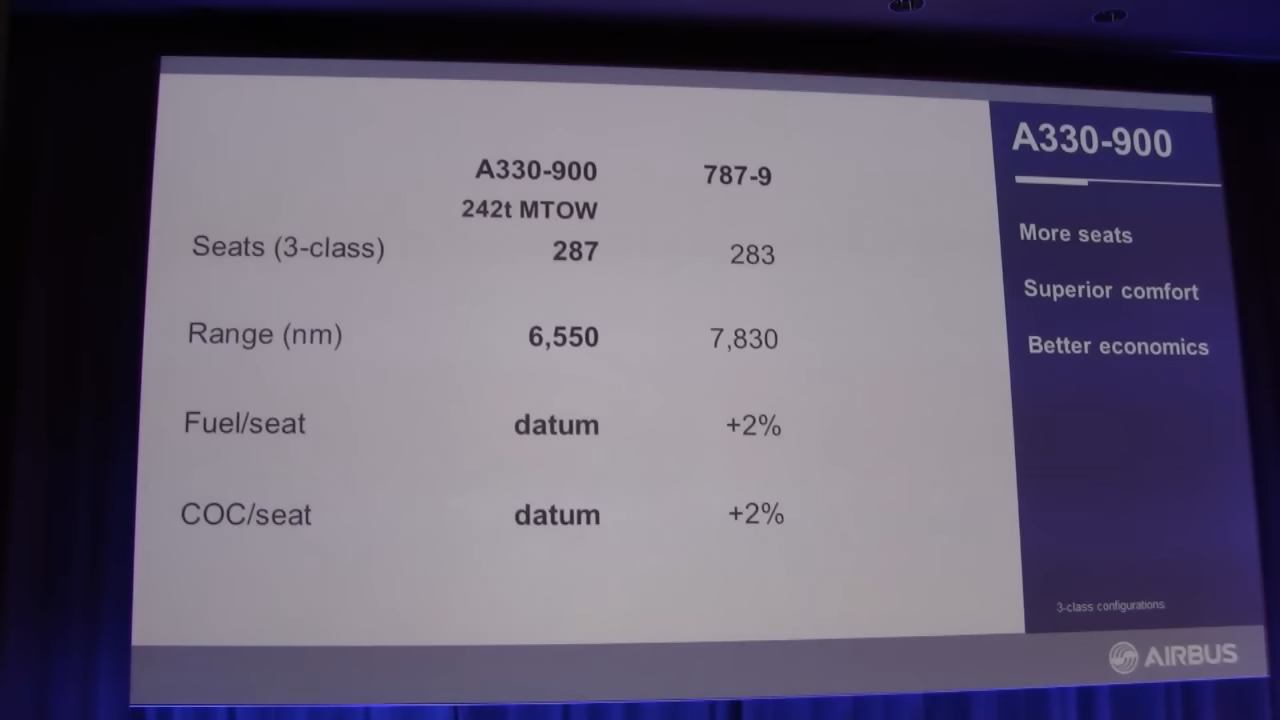 A330-900 787-9
242t MTOW
Seats (3-class) 287 283
Range (nm) 6,550 7,830
Fuel/seat datum +2%
COC/seat datum +2%
A330-900
More seats
Superior comfort
Better economics
3-class configurations
AIRBUS